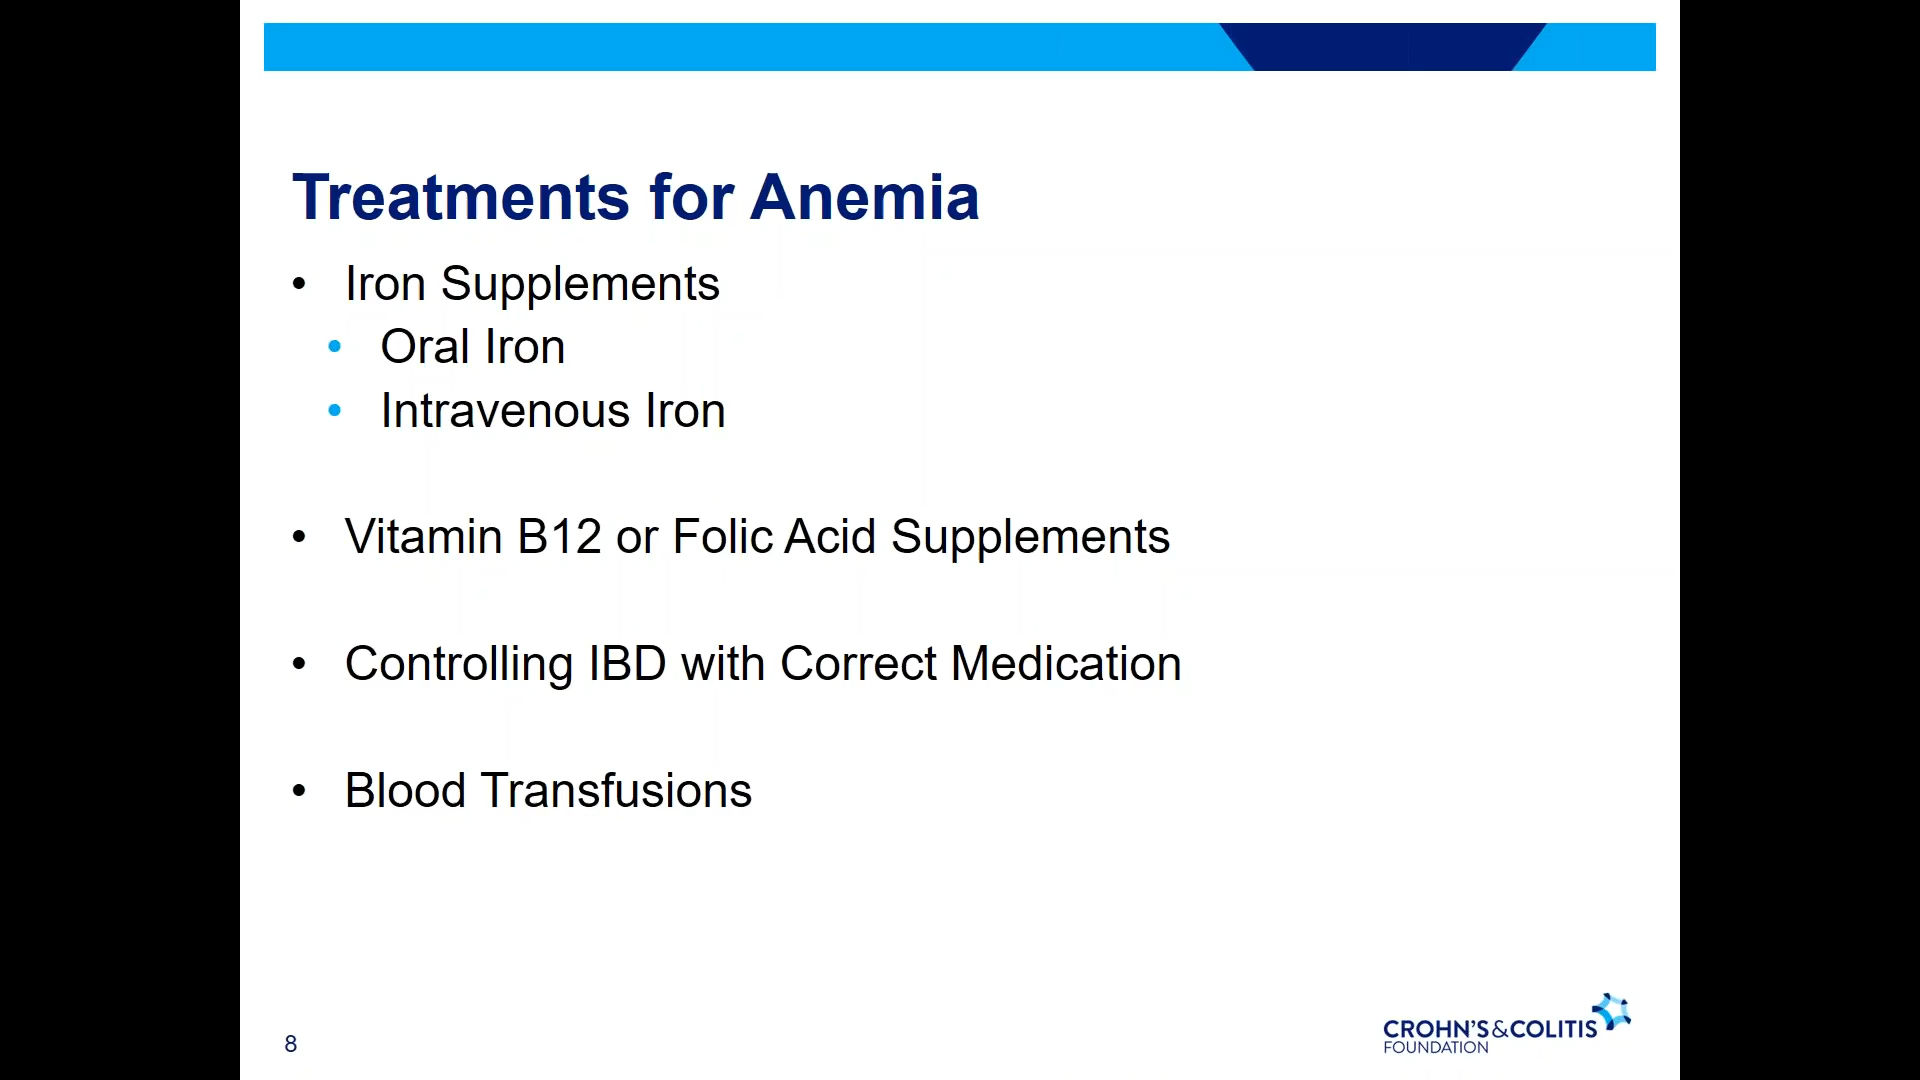 Treatments for Anemia
• Iron Supplements
• Oral Iron
• Intravenous Iron
• Vitamin B12 or Folic Acid Supplements
• Controlling IBD with Correct Medication
• Blood Transfusions
8
CROHN'S & COLITIS
FOUNDATION